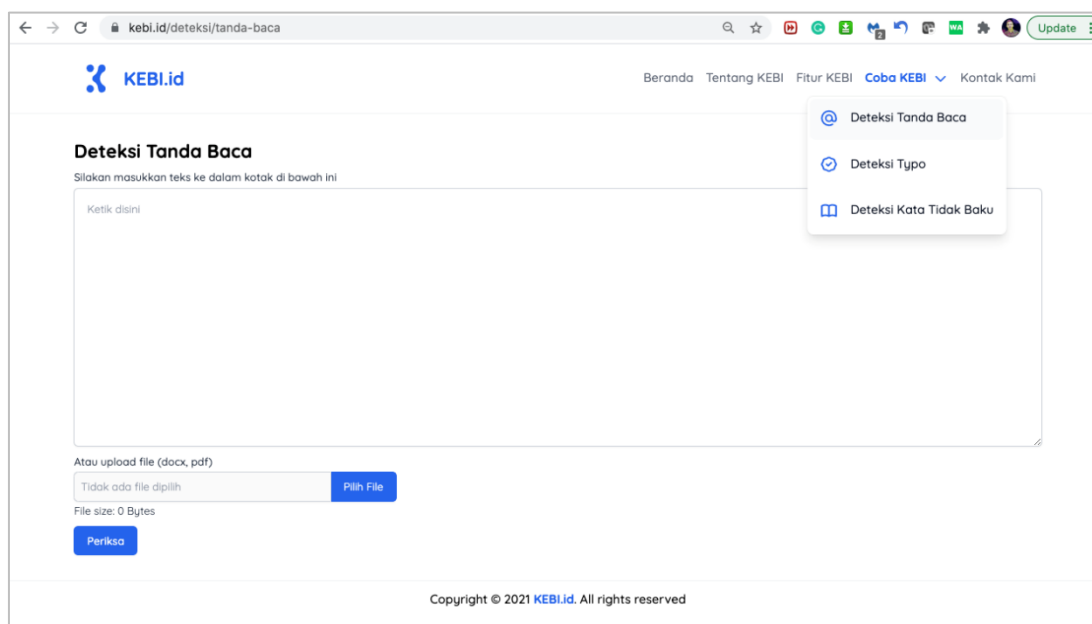 kebi.id/deteksi/tanda-baca
2
WA
Update
KEBI.id
Beranda Tentang KEBI Fitur KEBI Coba KEBI Kontak Kami
Deteksi Tanda Baca
Deteksi Typo
Deteksi Kata Tidak Baku
Deteksi Tanda Baca
Silakan masukkan teks ke dalam kotak di bawah ini
Ketik disini
Atau upload file (docx, pdf)
Tidak ada file dipilih Pilih File
File size: 0 Bytes
Periksa
Copyright © 2021 KEBI.id. All rights reserved